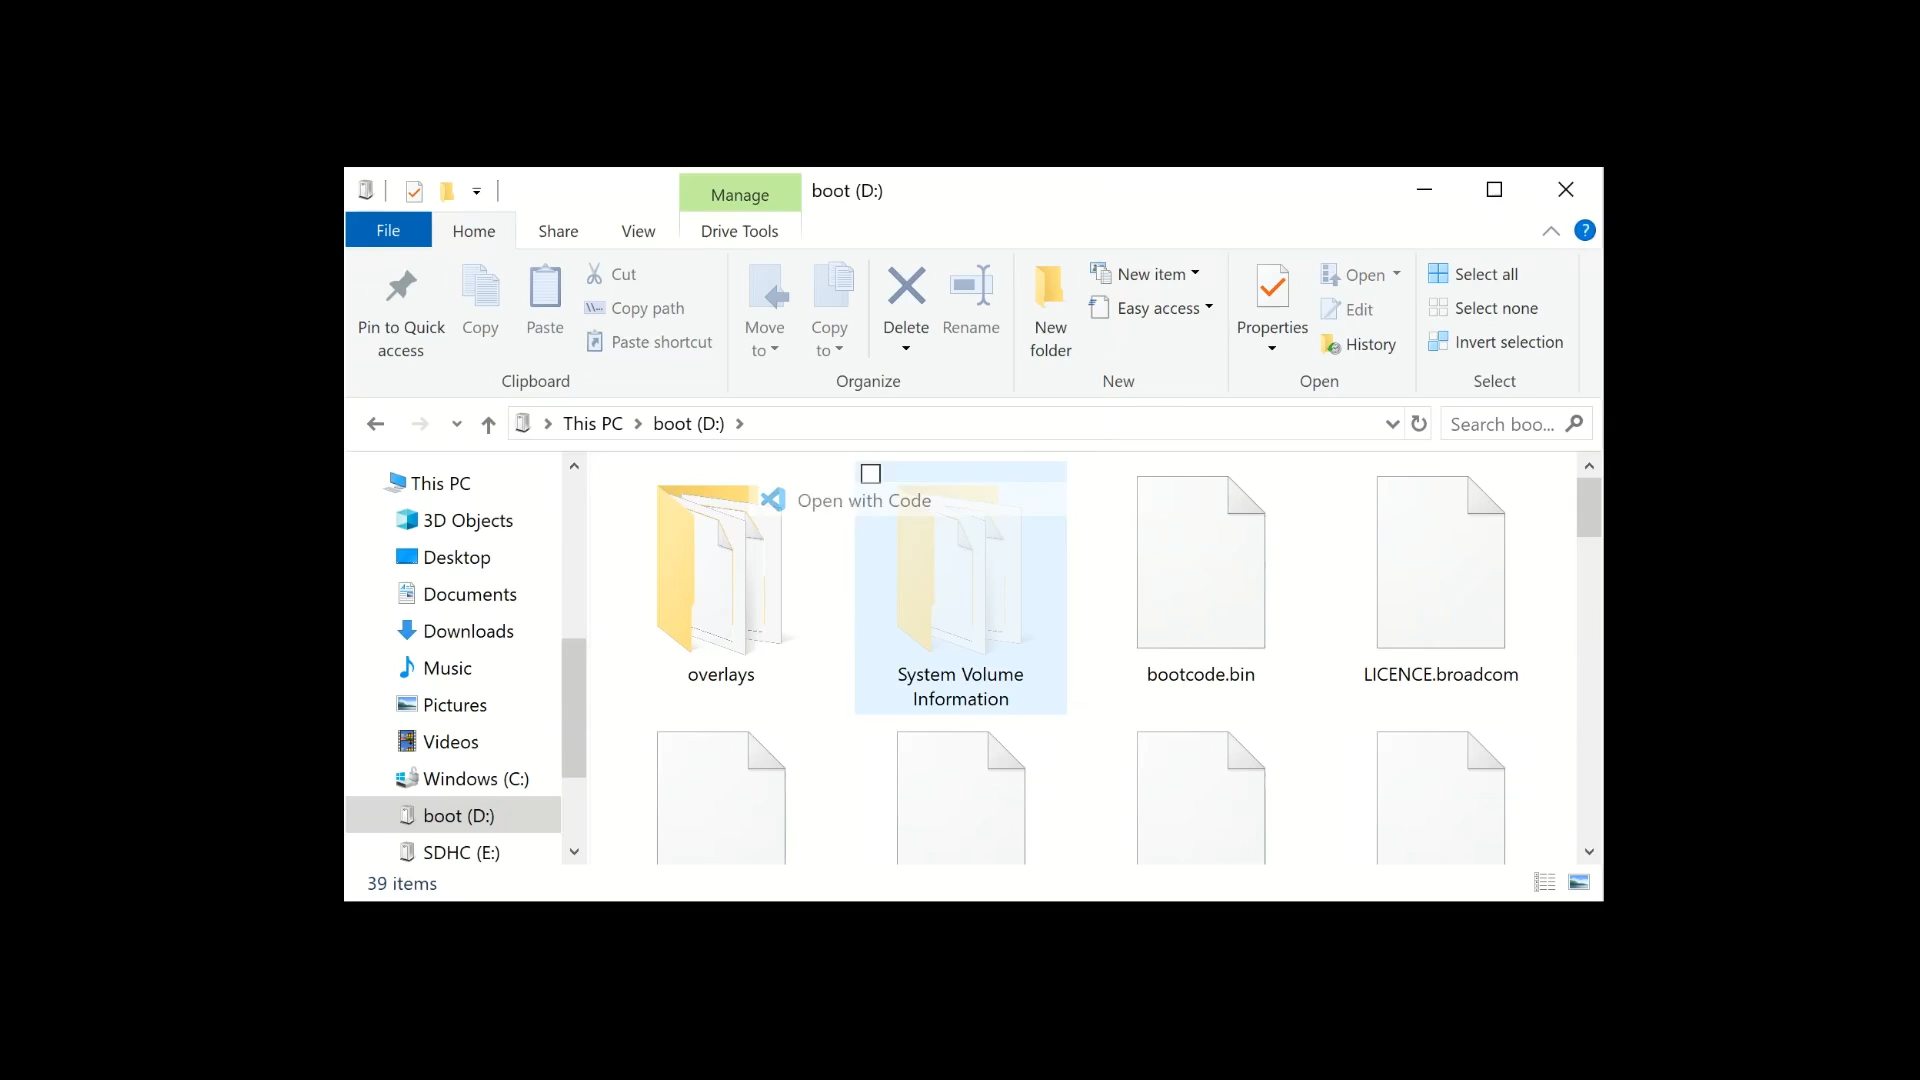 Manage
boot (D:)
File
Home
Share
View
Drive Tools
?
Pin to Quick
access
Copy
Paste
Cut
Copy path
Paste shortcut
Clipboard
Move
to
Copy
to
Delete
Rename
Organize
New
folder
New item
Easy access
New
Properties
Open
Edit
History
Open
Select all
Select none
Invert selection
Select
This PC
boot (D:)
Search boo...
This PC
3D Objects
Desktop
Documents
Downloads
Music
Pictures
Videos
Windows (C:)
boot (D:)
SDHC (E:)
Open with Code
overlays
System Volume
Information
bootcode.bin
LICENCE.broadcom
39 items